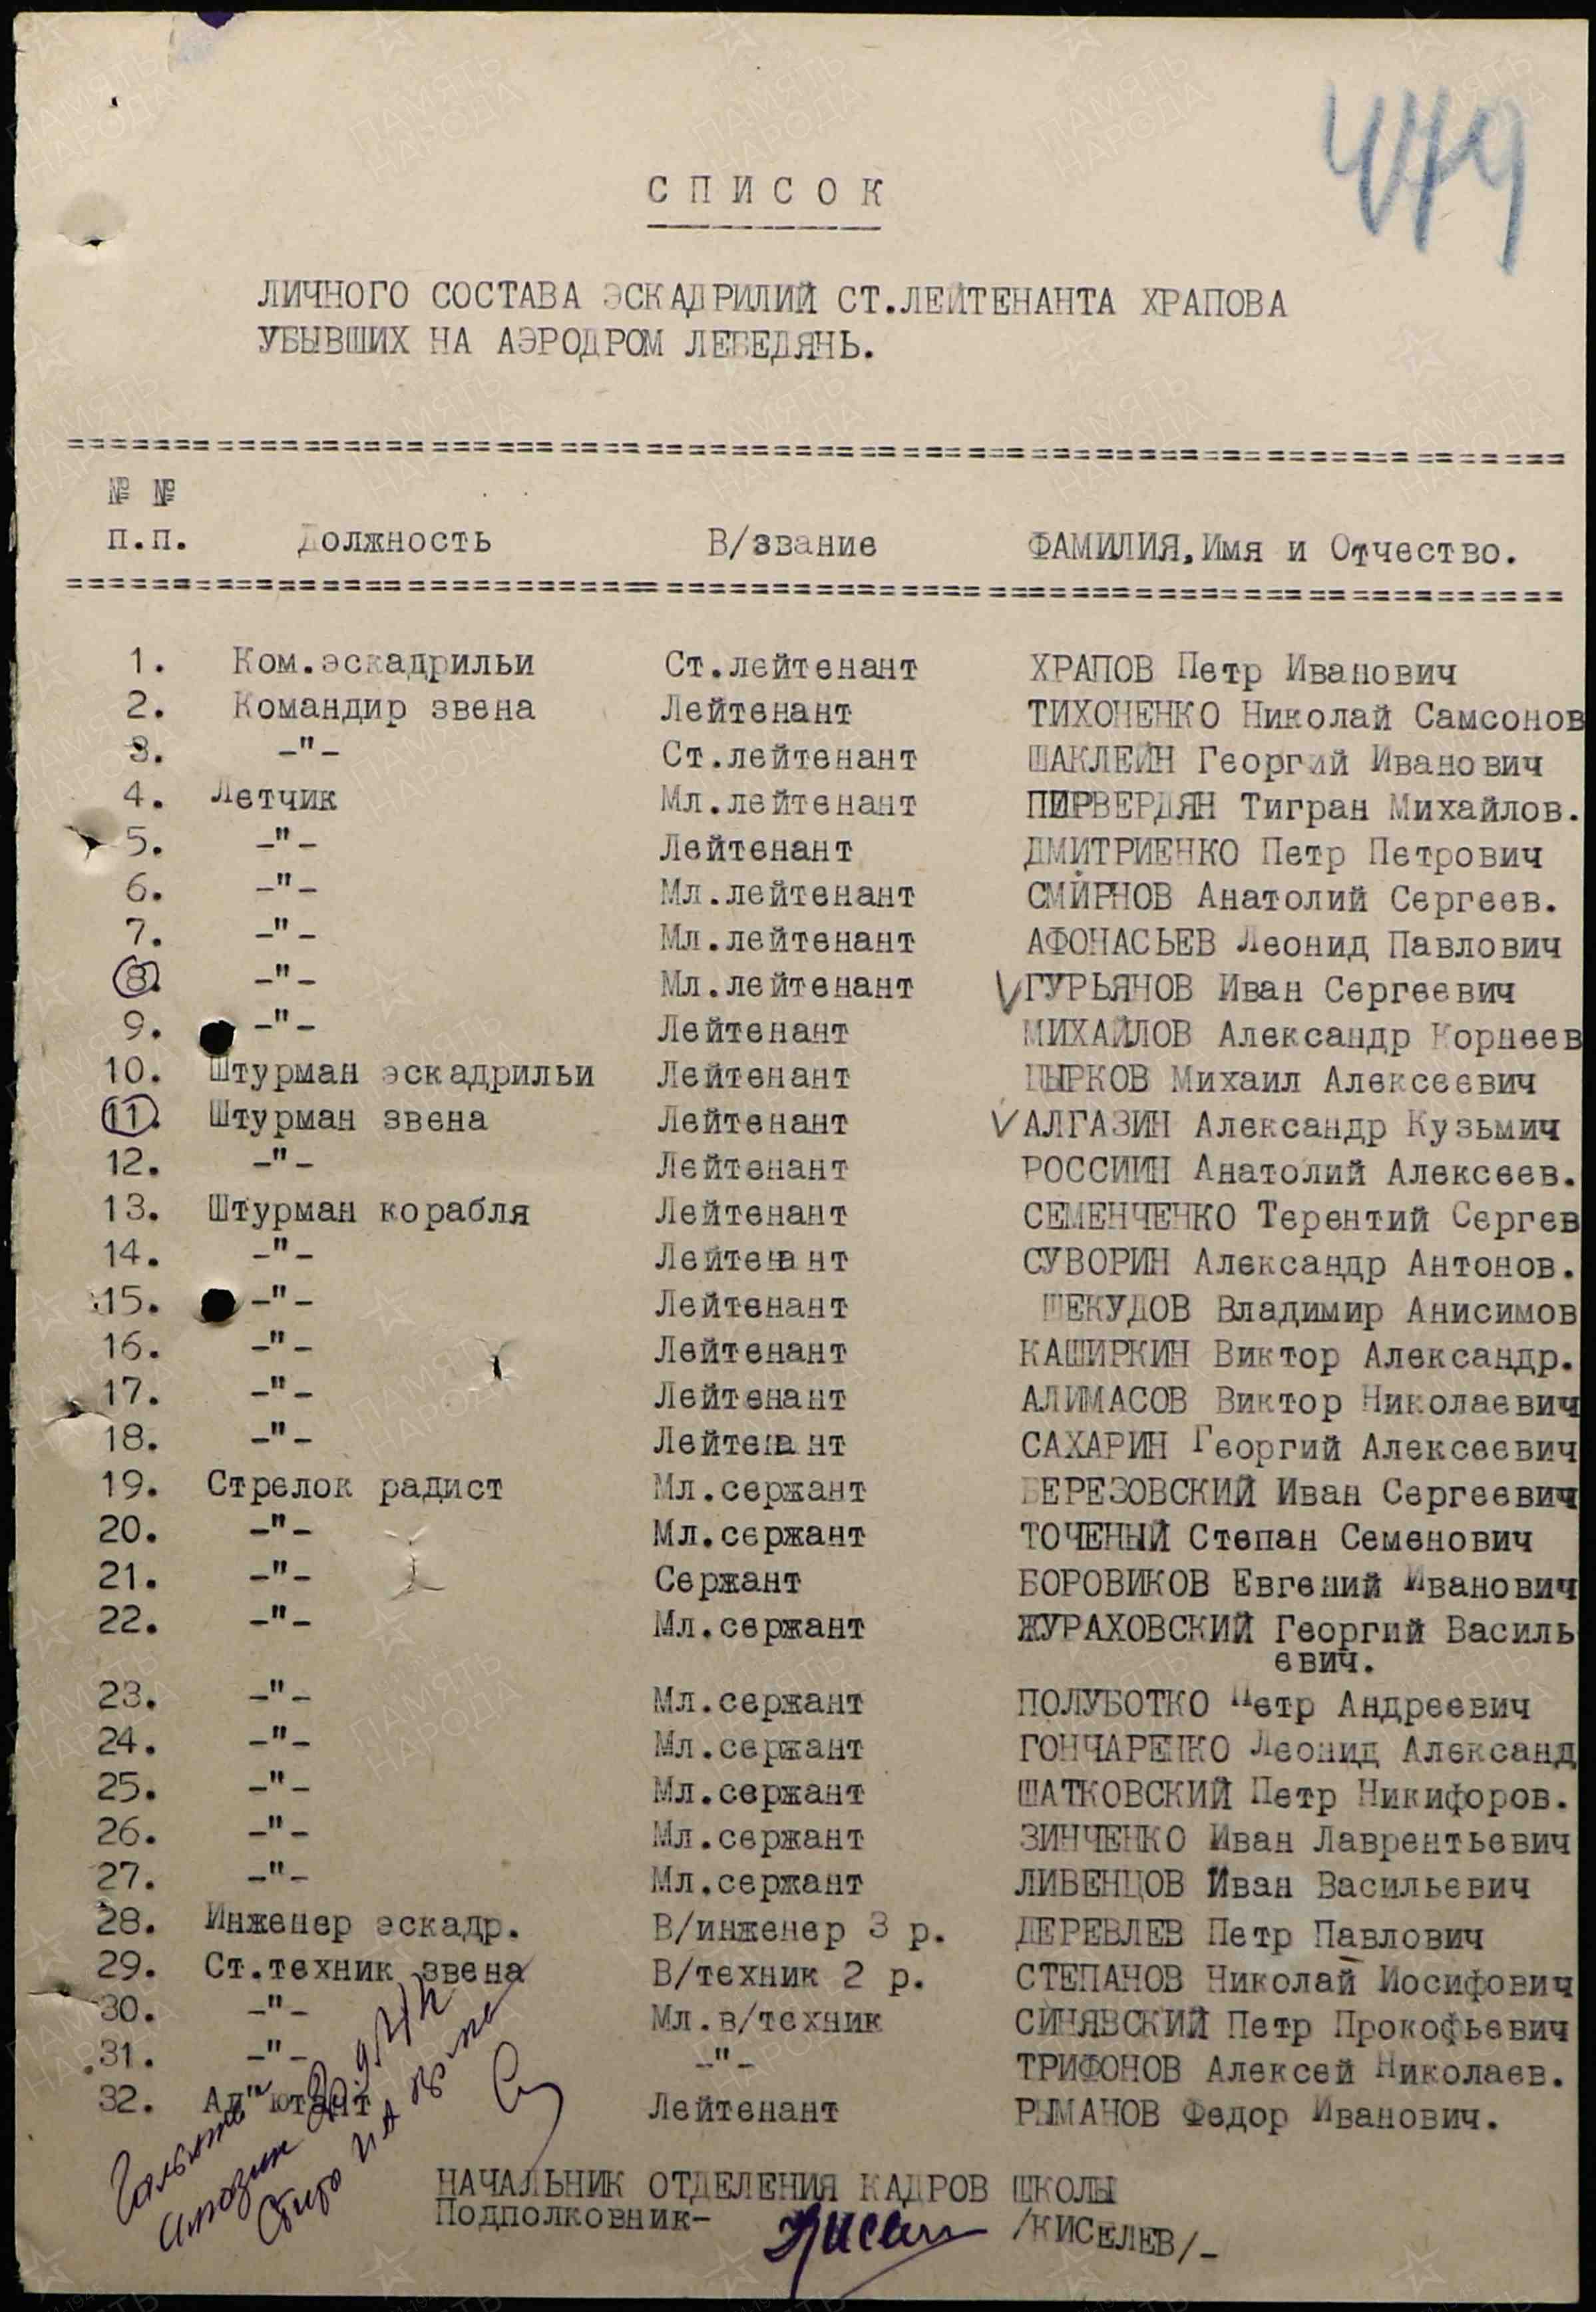 479
СПИСОК
ЛИЧНОГО СОСТАВА ЭСКАДРИЛИЙ СТ.ЛЕЙТЕНАНТА ХРАПОВА
УБЫВШИХ НА АЭРОДРОМ ЛЕБЕДЯНЬ.
№ №
п.п. Должность В/звание ФАМИЛИЯ,Имя и Отчество.
1. Ком.эскадрильи Ст.лейтенант ХРАПОВ Петр Иванович
2. Командир звена Лейтенант ТИХОНЕНКО Николай Самсонов
3. -"- Ст.лейтенант ШАКЛЕИН Георгий Иванович
4. Летчик Мл.лейтенант ПИРВЕРДЯН Тигран Михайлов.
5. -"- Лейтенант ДМИТРИЕНКО Петр Петрович
6. -"- Мл.лейтенант СМИРНОВ Анатолий Сергеев.
7. -"- Мл.лейтенант АФОНАСЬЕВ Леонид Павлович
8. -"- Мл.лейтенант ГУРЬЯНОВ Иван Сергеевич
9. -"- Лейтенант МИХАЙЛОВ Александр Корнеев
10. Штурман эскадрильи Лейтенант ЦЫРКОВ Михаил Алексеевич
11. Штурман звена Лейтенант АЛГАЗИН Александр Кузьмич
12. -"- Лейтенант РОССИИН Анатолий Алексеев.
13. Штурман корабля Лейтенант СЕМЕНЧЕНКО Терентий Сергев
14. -"- Лейтенант СУВОРИН Александр Антонов.
15. -"- Лейтенант ШЕКУДОВ Владимир Анисимов
16. -"- Лейтенант КАШИРКИН Виктор Александр.
17. -"- Лейтенант АЛИМАСОВ Виктор Николаевич
18. -"- Лейтенант САХАРИН Георгий Алексеевич
19. Стрелок радист Мл.сержант БЕРЕЗОВСКИЙ Иван Сергеевич
20. -"- Мл.сержант ТОЧЕНЫЙ Степан Семенович
21. -"- Сержант БОРОВИКОВ Евгений Иванович
22. -"- Мл.сержант ЖУРАХОВСКИЙ Георгий Василь
евич.
23. -"- Мл.сержант ПОЛУБОТКО Петр Андреевич
24. -"- Мл.сержант ГОНЧАРЕНКО Леонид Александ
25. -"- Мл.сержант ШАТКОВСКИЙ Петр Никифоров.
26. -"- Мл.сержант ЗИНЧЕНКО Иван Лаврентьевич
27. -"- Мл.сержант ЛИВЕНЦОВ Иван Васильевич
28. Инженер эскадр. В/инженер 3 р. ДЕРЕВЛЕВ Петр Павлович
29. Ст.техник звена В/техник 2 р. СТЕПАНОВ Николай Иосифович
30. -"- Мл.в/техник СИНЯВСКИЙ Петр Прокофьевич
31. -"- -"- ТРИФОНОВ Алексей Николаев.
32. Ад"ютант Лейтенант РЫМАНОВ Федор Иванович.
НАЧАЛЬНИК ОТДЕЛЕНИЯ КАДРОВ ШКОЛЫ
Подполковник- /КИСЕЛЕВ/-